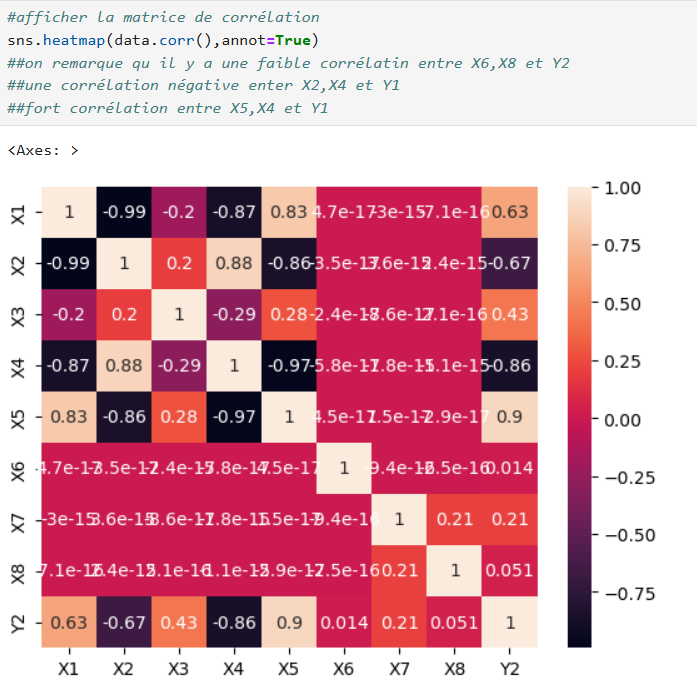 #afficher la matrice de corrélation
sns.heatmap(data.corr(),annot=True)
##on remarque qu il y a une faible corrélatin entre X6,X8 et Y2
##une corrélation négative enter X2,X4 et Y1
##fort corrélation entre X5,X4 et Y1
<Axes: >
X1 1 -0.99 -0.2 -0.87 0.83 0.63
X2 -0.99 1 0.2 0.88 -0.86 -0.67
X3 -0.2 0.2 1 -0.29 0.28 0.43
X4 -0.87 0.88 -0.29 1 -0.97 -0.86
X5 0.83 -0.86 0.28 -0.97 1 0.9
X6 1 0.014
X7 1 0.21 0.21
X8 0.21 1 0.051
Y2 0.63 -0.67 0.43 -0.86 0.9 0.014 0.21 0.051 1
X1 X2 X3 X4 X5 X6 X7 X8 Y2
1.00
0.75
0.50
0.25
0.00
−0.25
−0.50
−0.75